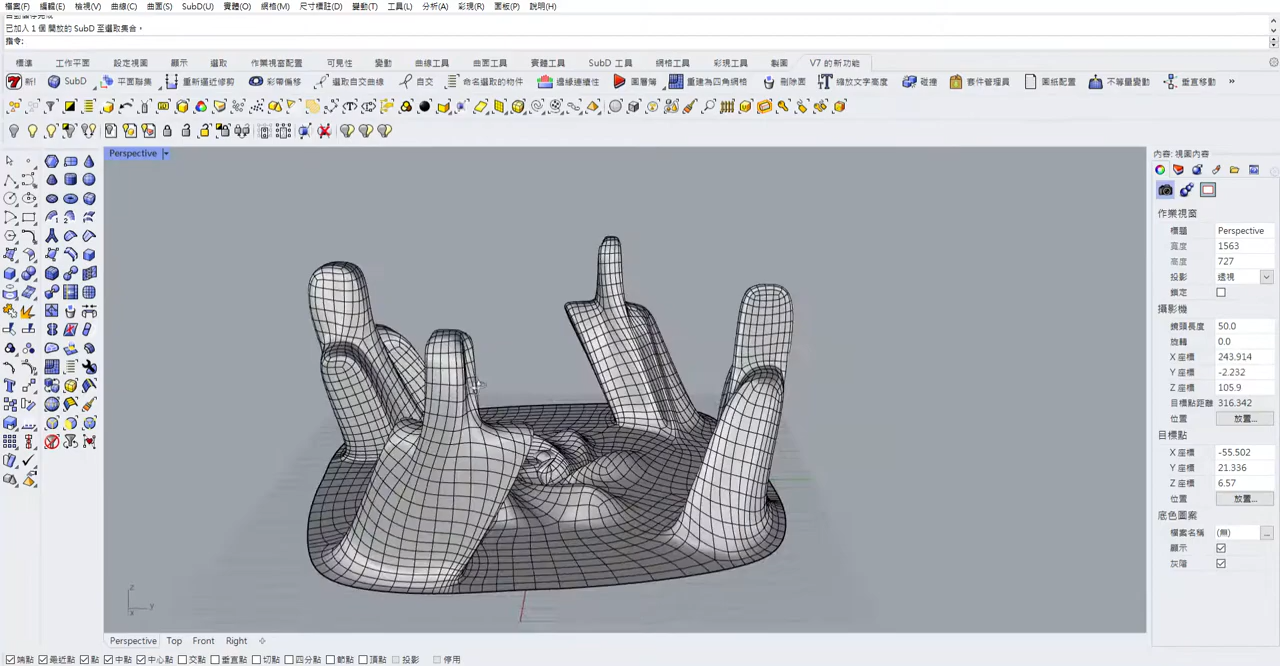 檔案(F) 編輯(E) 檢視(V) 曲線(C) 曲面(S) SubD(U) 實體(O) 網格(M) 尺寸標註(D) 變動(T) 工具(L) 分析(A) 彩現(R) 面板(P) 說明(H)
已加入 1 個 開放的 SubD 至選取集合。
指令:
標準 工作平面 設定視圖 顯示 選取 作業視窗配置 可見性 變動 曲線工具 曲面工具 實體工具 SubD 工具 網格工具 彩現工具 製圖 V7 的新功能
新! SubD 平面聯集 重新逼近修剪 彩帶偏移 選取自交曲線 自交 命名選取的物件 邊緣連續性 圖層簿 重建為四角網格 刪除面 縮放文字高度 碰撞 套件管理員 圖紙配置 不等量變動 垂直移動 »
Perspective
內容: 視圖內容
作業視窗
標題 Perspective
寬度 1563
高度 727
投影 透視
鎖定
攝影機
鏡頭長度 50.0
旋轉 0.0
X 座標 243.914
Y 座標 -2.232
Z 座標 105.9
目標點距離 316.342
位置 放置...
目標點
X 座標 -55.502
Y 座標 21.336
Z 座標 6.57
位置 放置...
底色圖案
檔案名稱 (無) ...
顯示
灰階
z
y
x
Perspective Top Front Right
端點 最近點 點 中點 中心點 交點 垂直點 切點 四分點 節點 頂點 投影 停用